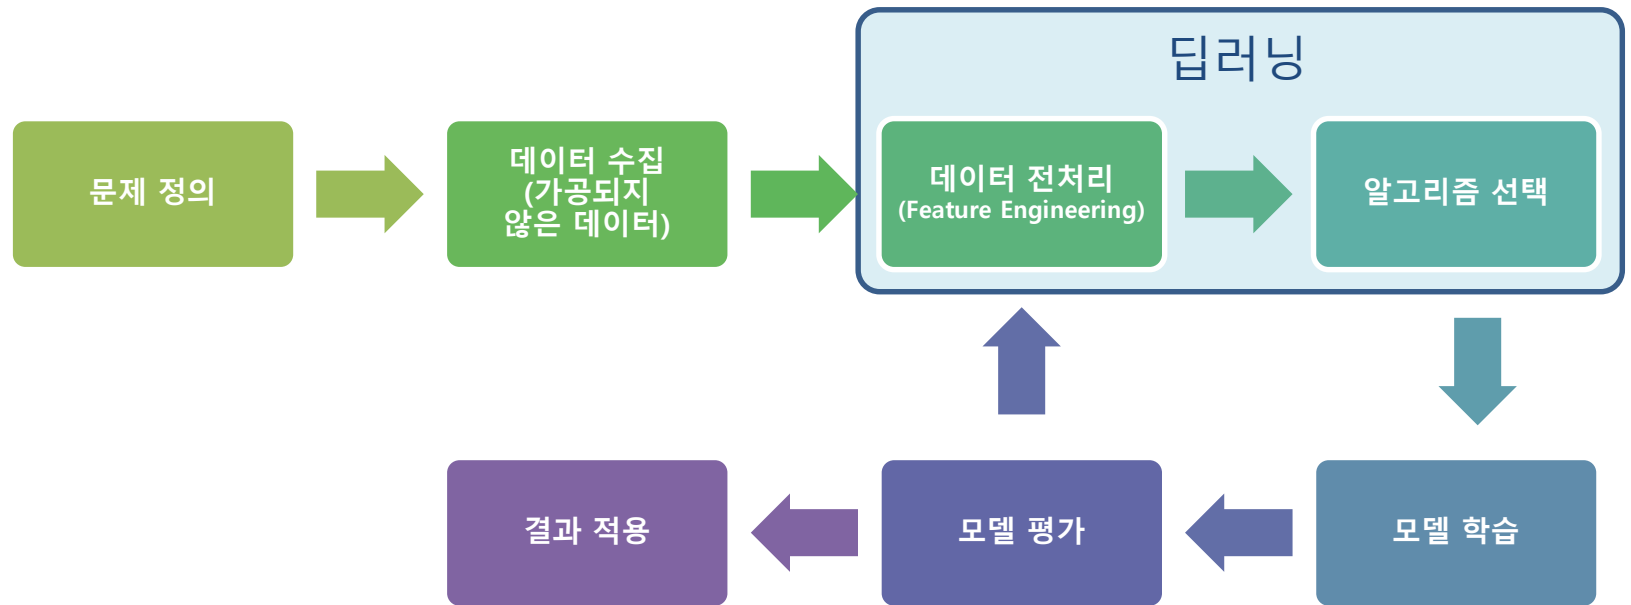 딥러닝
문제 정의
데이터 수집
(가공되지
않은 데이터)
데이터 전처리
(Feature Engineering)
알고리즘 선택
결과 적용
모델 평가
모델 학습